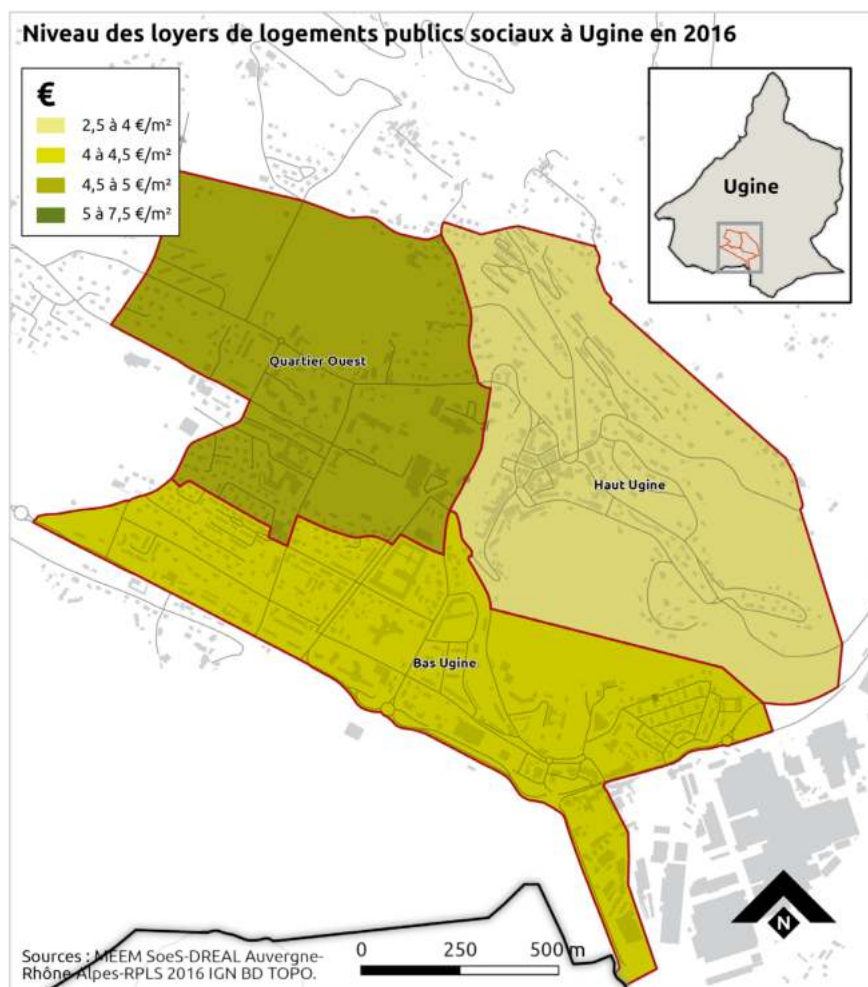 Niveau des loyers de logements publics sociaux à Ugine en 2016
€
2,5 à 4 €/m²
4 à 4,5 €/m²
4,5 à 5 €/m²
5 à 7,5 €/m²
Ugine
Quartier Ouest
Haut Ugine
Bas Ugine
N
Sources : MEEM SoeS-DREAL Auvergne-
Rhône-Alpes-RPLS 2016 IGN BD TOPO.
0 250 500 m